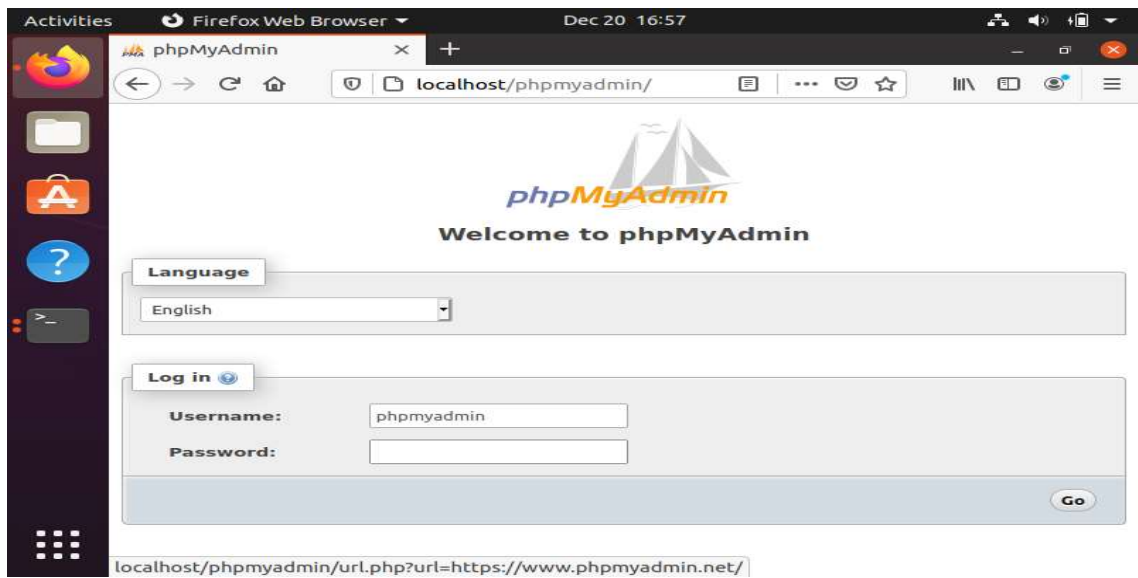 Activities Firefox Web Browser Dec 20 16:57
phpMyAdmin
localhost/phpmyadmin/
phpMyAdmin
Welcome to phpMyAdmin
Language
English
Log in
Username: phpmyadmin
Password:
Go
localhost/phpmyadmin/url.php?url=https://www.phpmyadmin.net/